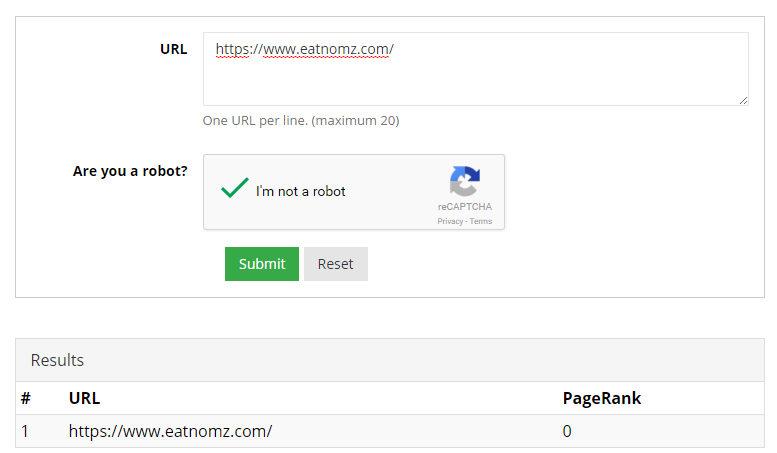 URL
https://www.eatnomz.com/
One URL per line. (maximum 20)
Are you a robot?
I'm not a robot
reCAPTCHA
Privacy - Terms
Submit Reset
Results
# URL PageRank
1 https://www.eatnomz.com/ 0